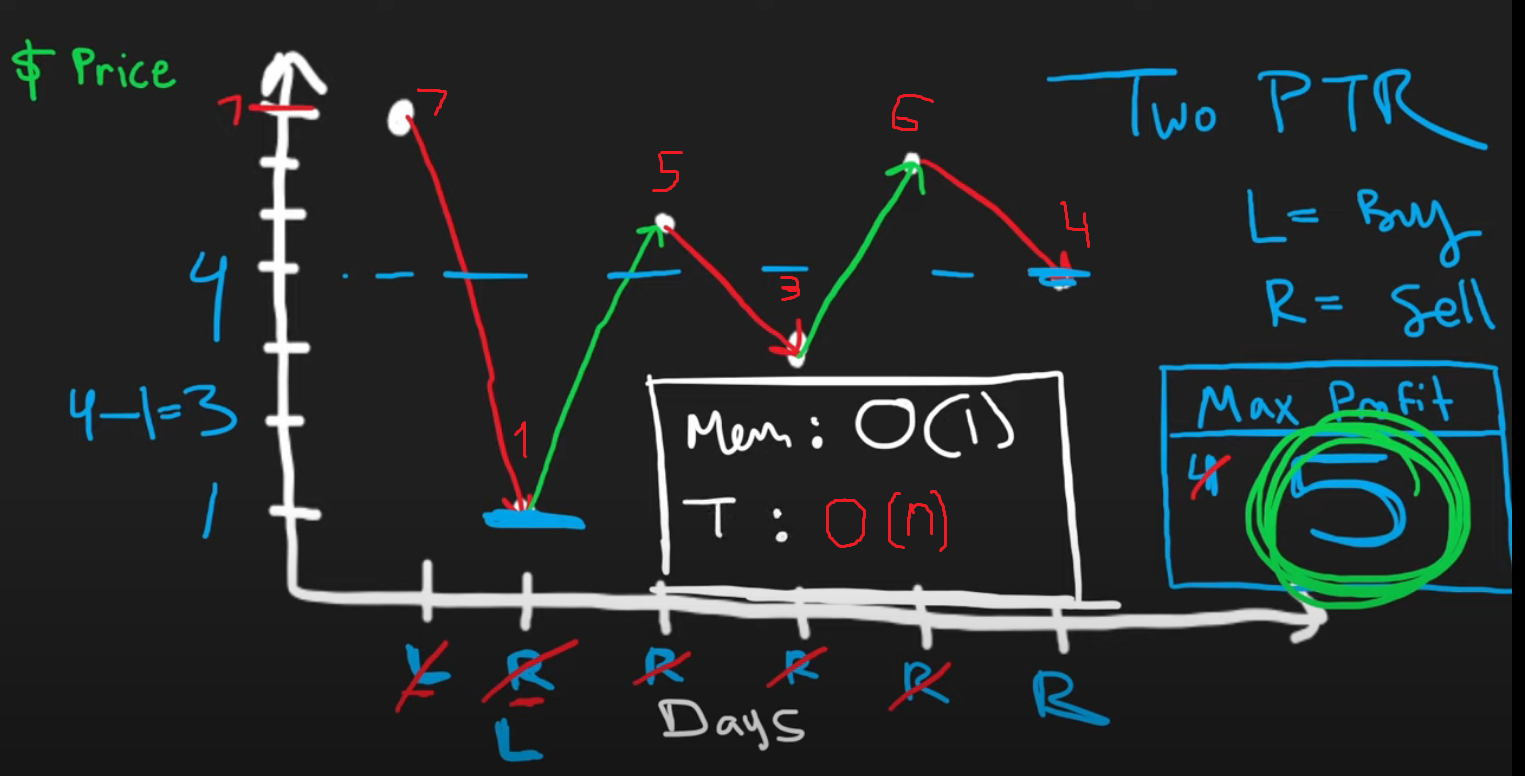 $ Price
Two PTR
7
7
6
5
4
L = Buy
4
3
R = Sell
4-1=3
1
Mem: O(1)
Max Profit
4 5
1
T: O(n)
L R R R R R
L
Days